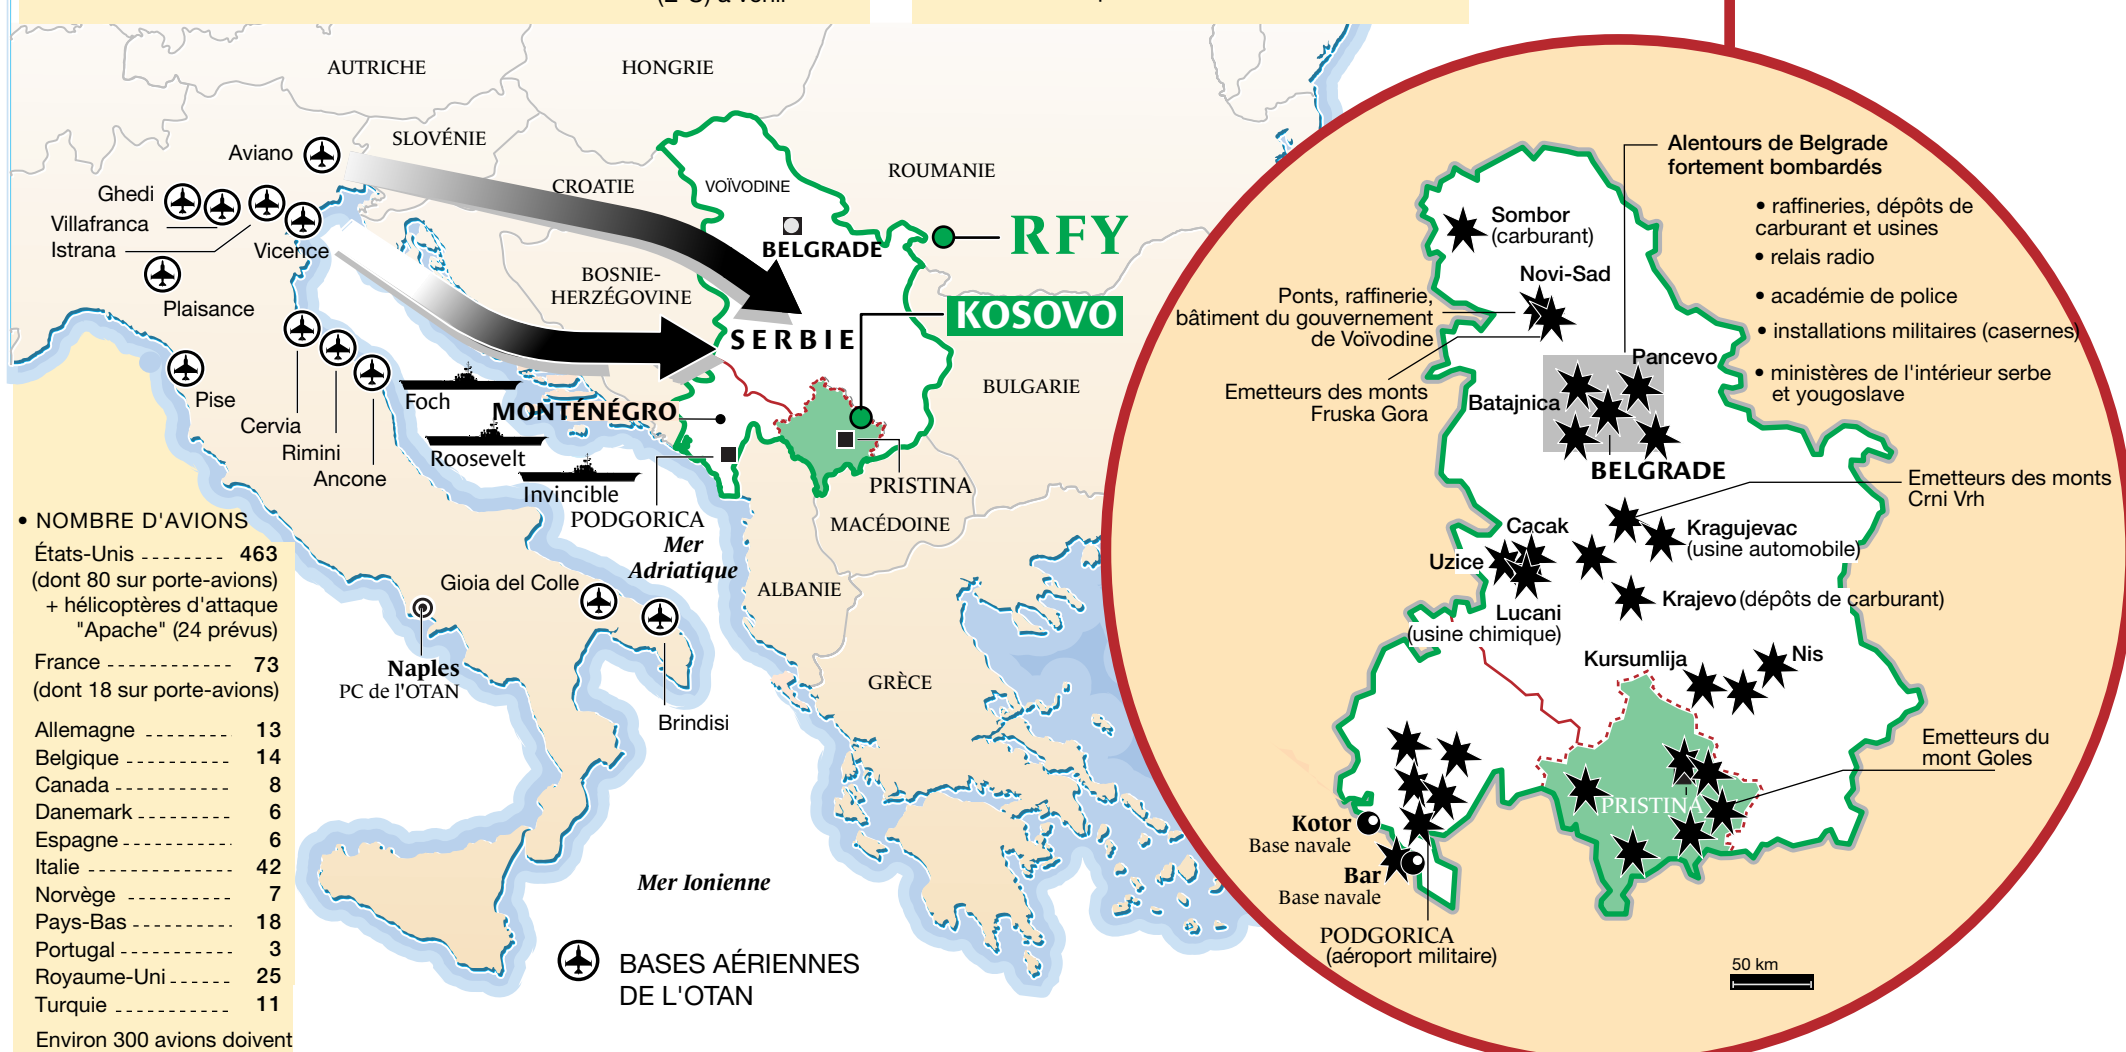 (2
AUTRICHE
HONGRIE
SLOVÉNIE
CROATIE
VOÏVODINE
ROUMANIE
BELGRADE
RFY
BOSNIE-
HERZÉGOVINE
KOSOVO
SERBIE
BULGARIE
MONTÉNÉGRO
PRISTINA
PODGORICA
MACÉDOINE
ALBANIE
GRÈCE
Mer
Adriatique
Mer Ionienne
Aviano
Ghedi
Villafranca
Istrana
Vicence
Plaisance
Pise
Cervia
Rimini
Ancone
Foch
Roosevelt
Invincible
Gioia del Colle
Brindisi
Naples
PC de l'OTAN
BASES AÉRIENNES
DE L'OTAN
• NOMBRE D'AVIONS
États-Unis -------- 463
(dont 80 sur porte-avions)
+ hélicoptères d'attaque
"Apache" (24 prévus)
France ------------ 73
(dont 18 sur porte-avions)
Allemagne -------- 13
Belgique ---------- 14
Canada ----------- 8
Danemark -------- 6
Espagne ---------- 6
Italie -------------- 42
Norvège ---------- 7
Pays-Bas --------- 18
Portugal ---------- 3
Royaume-Uni ----- 25
Turquie ----------- 11
Environ 300 avions doivent
Alentours de Belgrade
fortement bombardés
• raffineries, dépôts de
carburant et usines
• relais radio
• académie de police
• installations militaires (casernes)
• ministères de l'intérieur serbe
et yougoslave
Sombor
(carburant)
Novi-Sad
Ponts, raffinerie,
bâtiment du gouvernement
de Voïvodine
Emetteurs des monts
Fruska Gora
Pancevo
Batajnica
BELGRADE
Emetteurs des monts
Crni Vrh
Cacak
Kragujevac
(usine automobile)
Uzice
Lucani
(usine chimique)
Krajevo (dépôts de carburant)
Kursumlija
Nis
Emetteurs du
mont Goles
PRISTINA
Kotor
Base navale
Bar
Base navale
PODGORICA
(aéroport militaire)
50 km